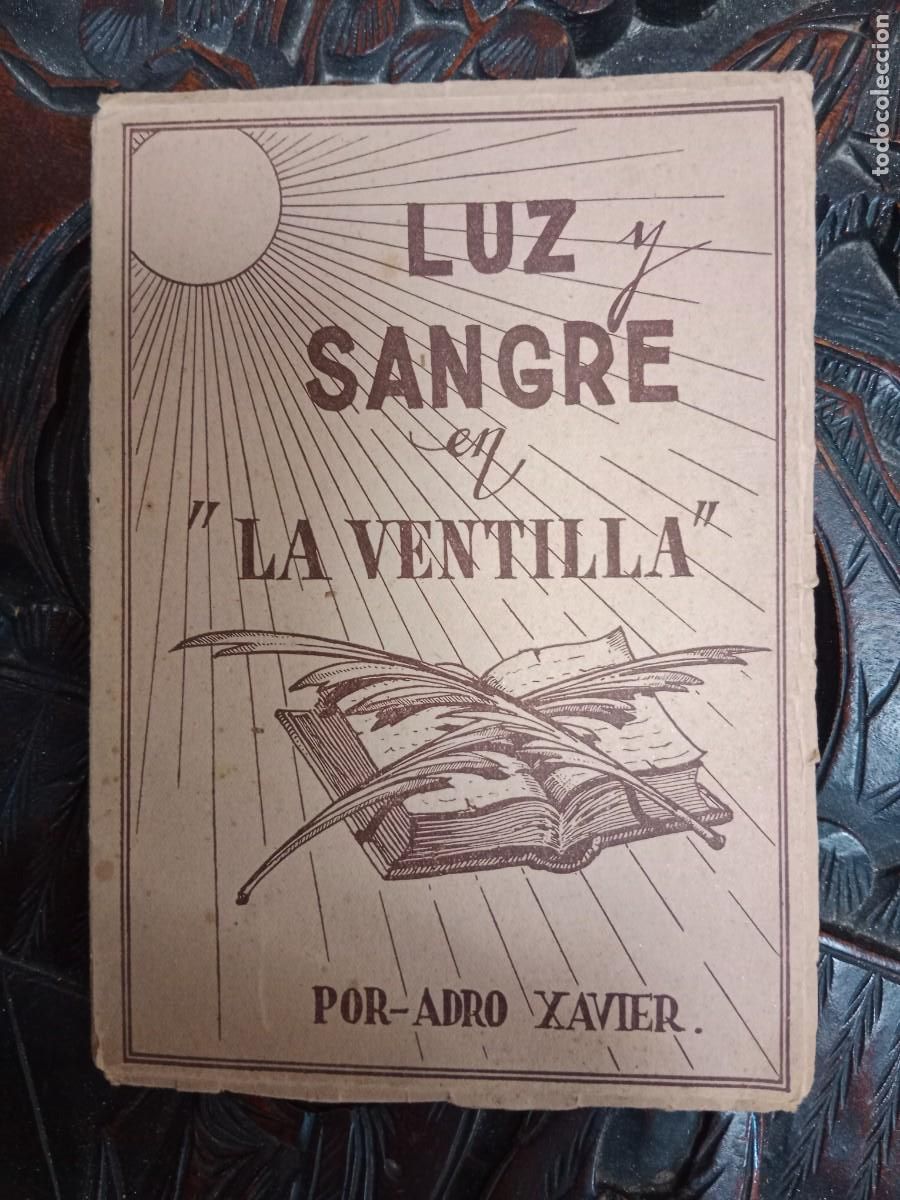 LUZ y
SANGRE
en
"LA VENTILLA"
POR-ADRO XAVIER.
todocoleccion